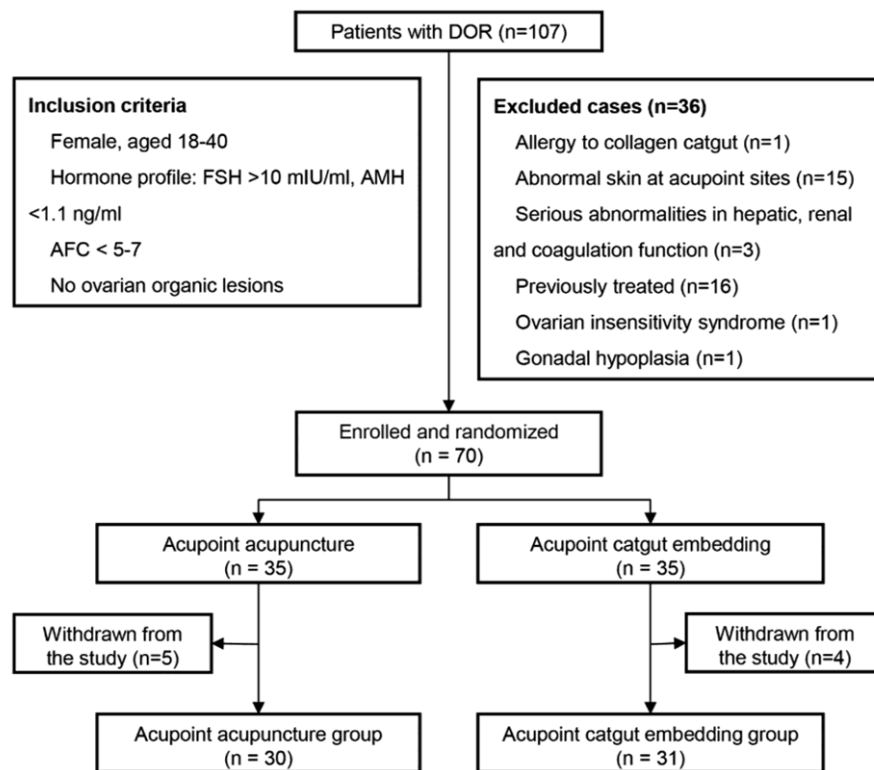 Patients with DOR (n=107)
Inclusion criteria
Female, aged 18-40
Hormone profile: FSH >10 mIU/ml, AMH
<1.1 ng/ml
AFC < 5-7
No ovarian organic lesions
Excluded cases (n=36)
Allergy to collagen catgut (n=1)
Abnormal skin at acupoint sites (n=15)
Serious abnormalities in hepatic, renal
and coagulation function (n=3)
Previously treated (n=16)
Ovarian insensitivity syndrome (n=1)
Gonadal hypoplasia (n=1)
Enrolled and randomized
(n = 70)
Acupoint acupuncture
(n = 35)
Acupoint catgut embedding
(n = 35)
Withdrawn from
the study (n=5)
Withdrawn from
the study (n=4)
Acupoint acupuncture group
(n = 30)
Acupoint catgut embedding group
(n = 31)